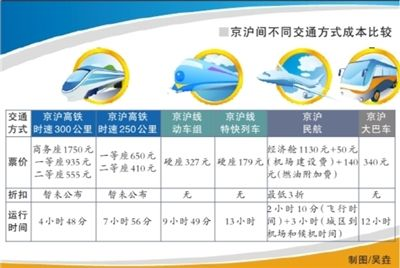 京沪间不同交通方式成本比较
交通方式 京沪高铁时速300公里 京沪高铁时速250公里 京沪线动车组 京沪线特快列车 京沪民航 京沪大巴车
票价 商务座1750元 一等座935元 二等座555元 一等座650元 二等座410元 硬座327元 硬座179元 经济舱1130元+50元(机场建设费)+140元(燃油附加费) 340元
折扣 暂未公布 暂未公布 无 无 最低3折 无
运行时间 4小时48分 7小时56分 9小时49分 13小时 2小时10分(飞行时间)+3小时(城区到机场和候机时间) 12小时
制图/吴垚